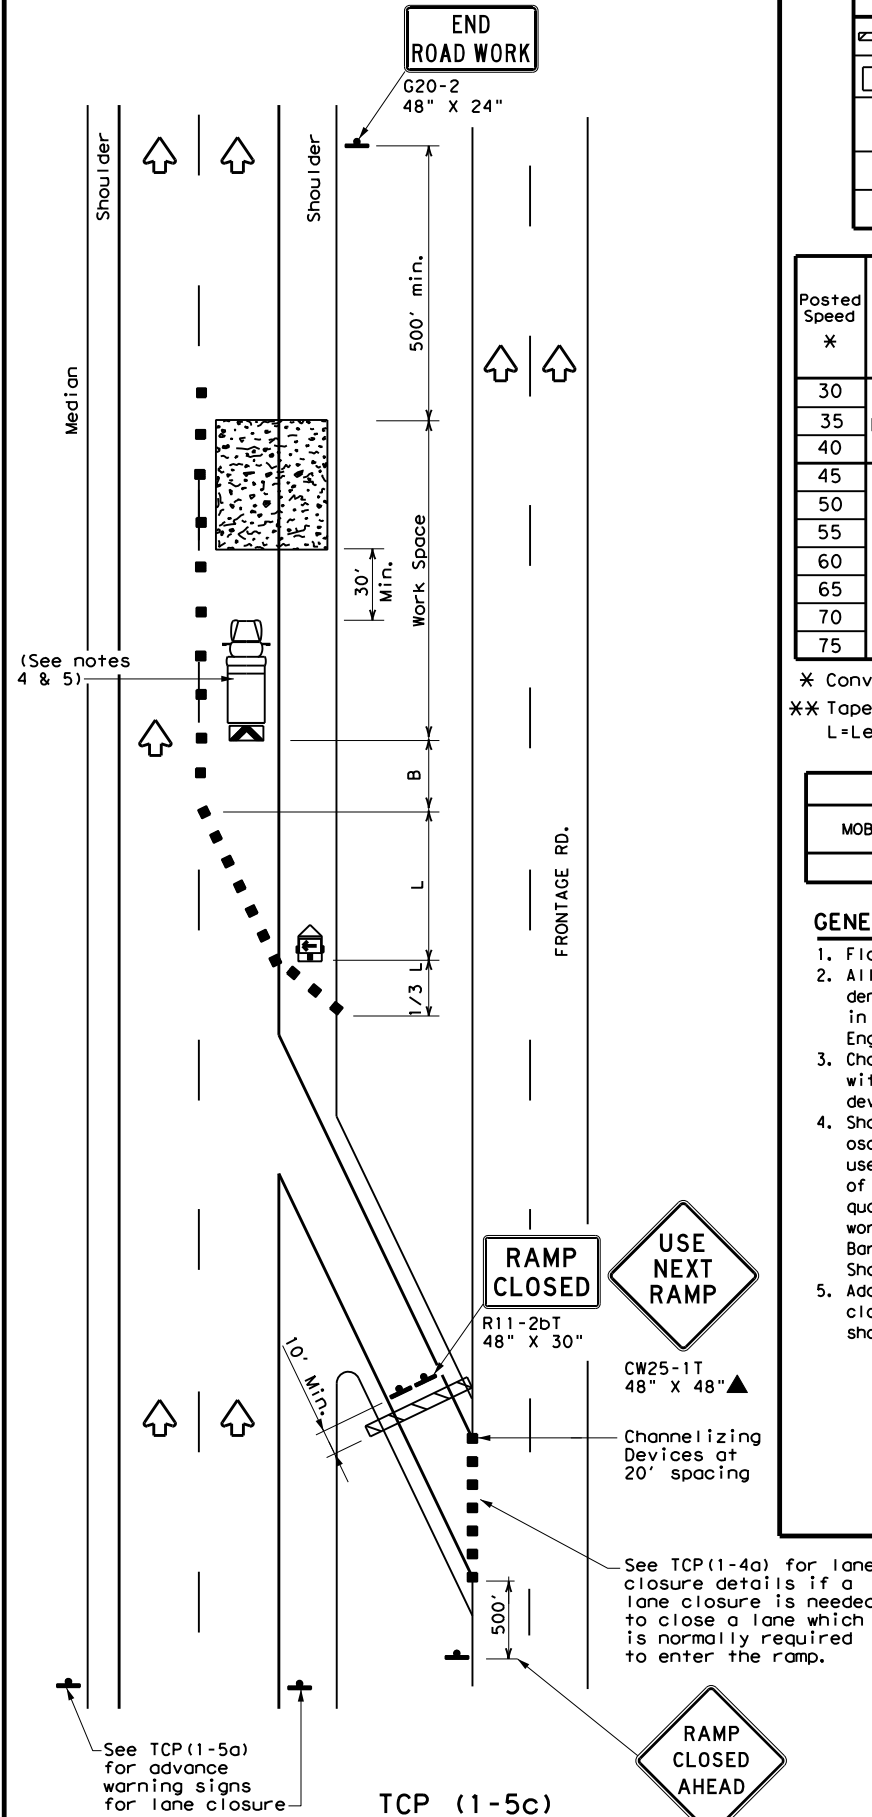 END
ROAD WORK
G20-2
48" X 24"
Shoulder
Shoulder
500' min.
Median
Work Space
30'
Min.
(See notes
4 & 5)
B
L
1/3 L
FRONTAGE RD.
RAMP
CLOSED
R11-2bT
48" X 30"
USE
NEXT
RAMP
CW25-1T
48" X 48"
10' Min.
Channelizing
Devices at
20' spacing
See TCP(1-4a) for lane
closure details if a
lane closure is needed
to close a lane which
is normally required
to enter the ramp.
500'
RAMP
CLOSED
AHEAD
See TCP(1-5a)
for advance
warning signs
for lane closure
TCP (1-5c)
Posted
Speed
*
30
35
40
45
50
55
60
65
70
75
* Conv
** Tape
L=Le
MOB
GENE
1. Flo
2. All
der
in
Eng
3. Cha
wit
dev
4. Sha
osc
use
of
qua
wor
Bar
Sha
5. Add
clo
sho